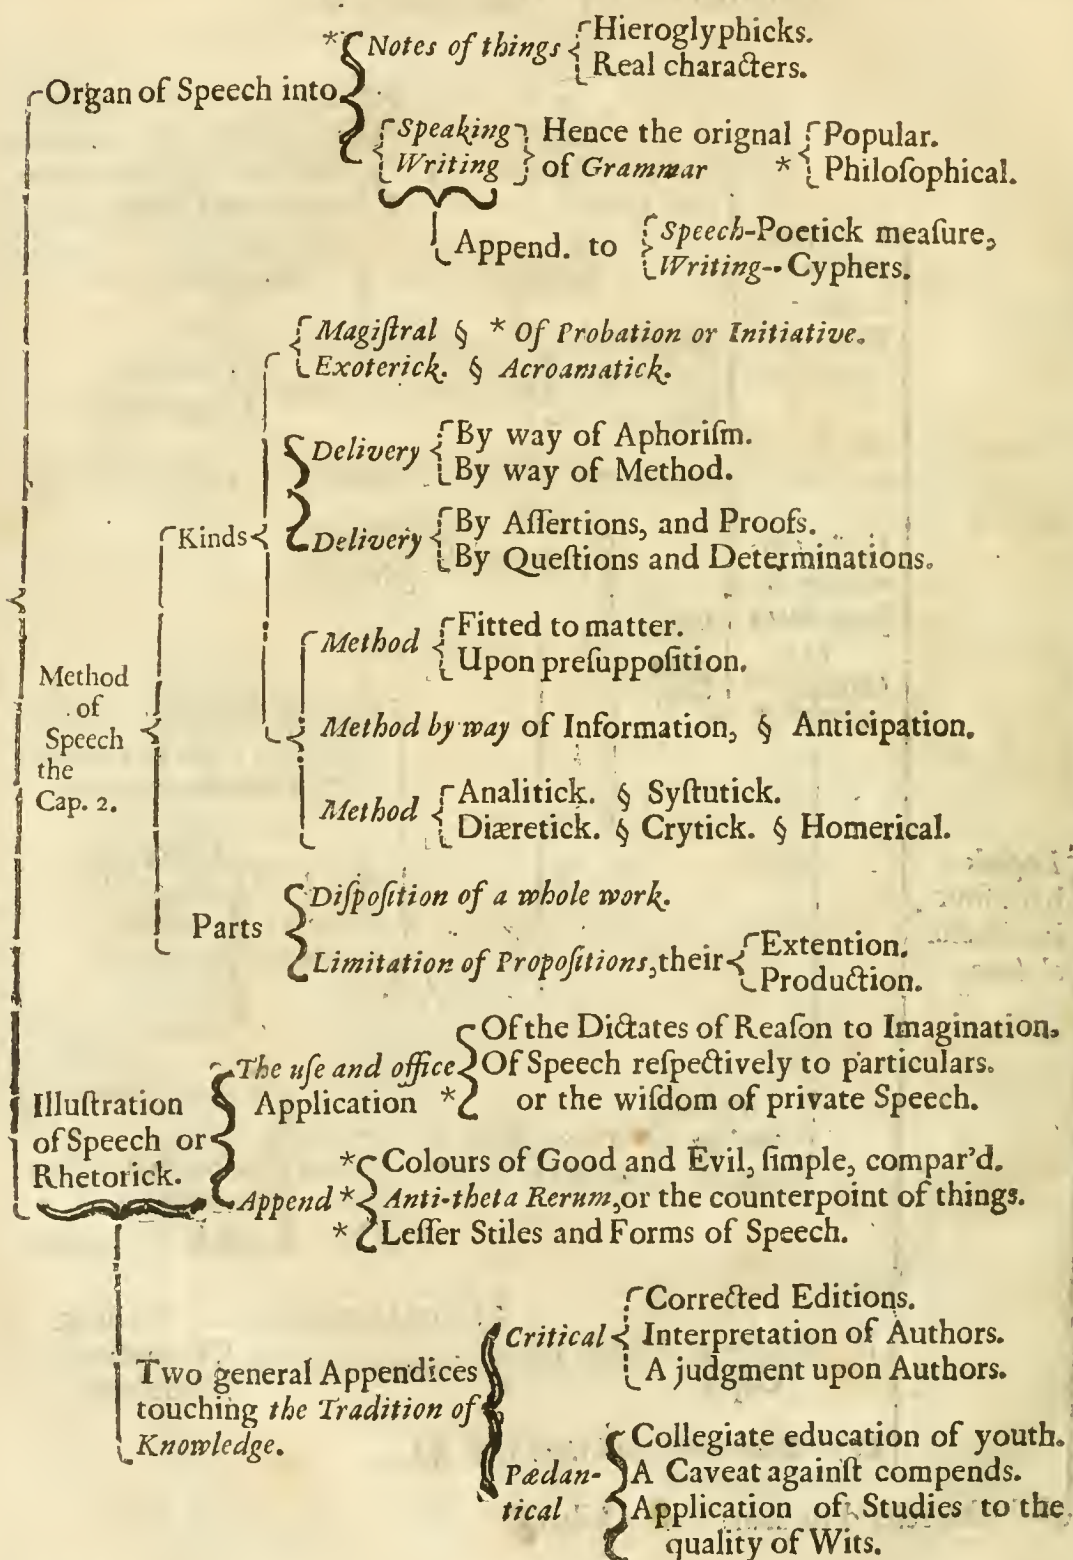 * Notes of things Hieroglyphicks.
Real characters.
Organ of Speech into
Speaking Hence the orignal Popular.
Writing of Grammar * Philoſophical.
Append. to Speech-Poetick meaſure,
Writing-- Cyphers.
Magiſtral § * Of Probation or Initiative.
Exoterick. § Acroamatick.
Delivery By way of Aphoriſm.
By way of Method.
Kinds
Delivery By Aſſertions, and Proofs.
By Queſtions and Determinations.
Method Fitted to matter.
Upon preſuppoſition.
Method
of
Speech
the
Cap. 2.
Method by way of Information, § Anticipation.
Method Analitick. § Syſtutick.
Diæretick. § Crytick. § Homerical.
Parts
Diſpoſition of a whole work.
Limitation of Propoſitions, their Extention.
Production.
Illuſtration
of Speech or
Rhetorick.
The uſe and office Of the Dictates of Reaſon to Imagination.
Application * Of Speech reſpectively to particulars.
or the wiſdom of private Speech.
* Colours of Good and Evil, ſimple, compar'd.
Append * Anti-theta Rerum, or the counterpoint of things.
* Leſſer Stiles and Forms of Speech.
Two general Appendices
touching the Tradition of
Knowledge.
Critical Corrected Editions.
Interpretation of Authors.
A judgment upon Authors.
Pædan-
tical
Collegiate education of youth.
A Caveat againſt compends.
Application of Studies to the
quality of Wits.